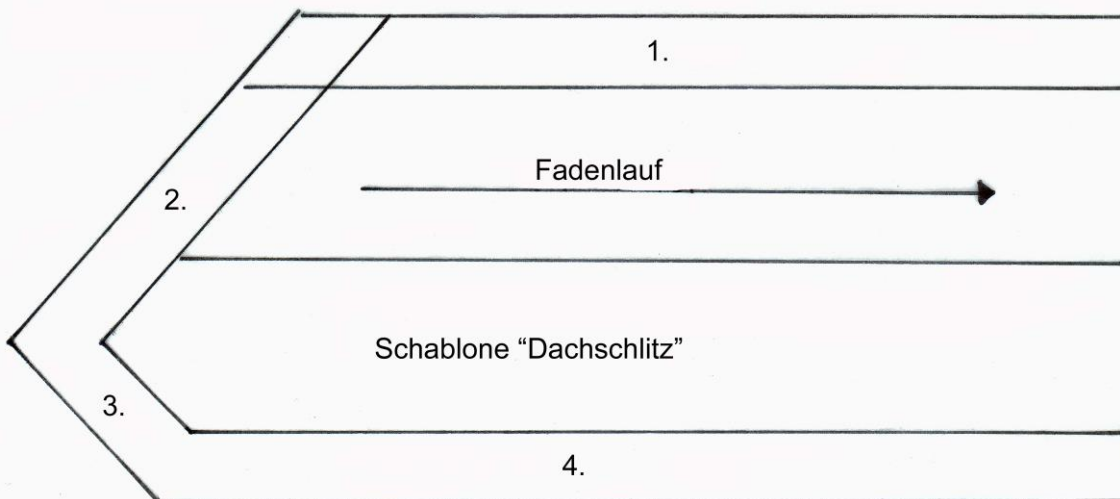 1.
Fadenlauf
2.
Schablone “Dachschlitz”
3.
4.